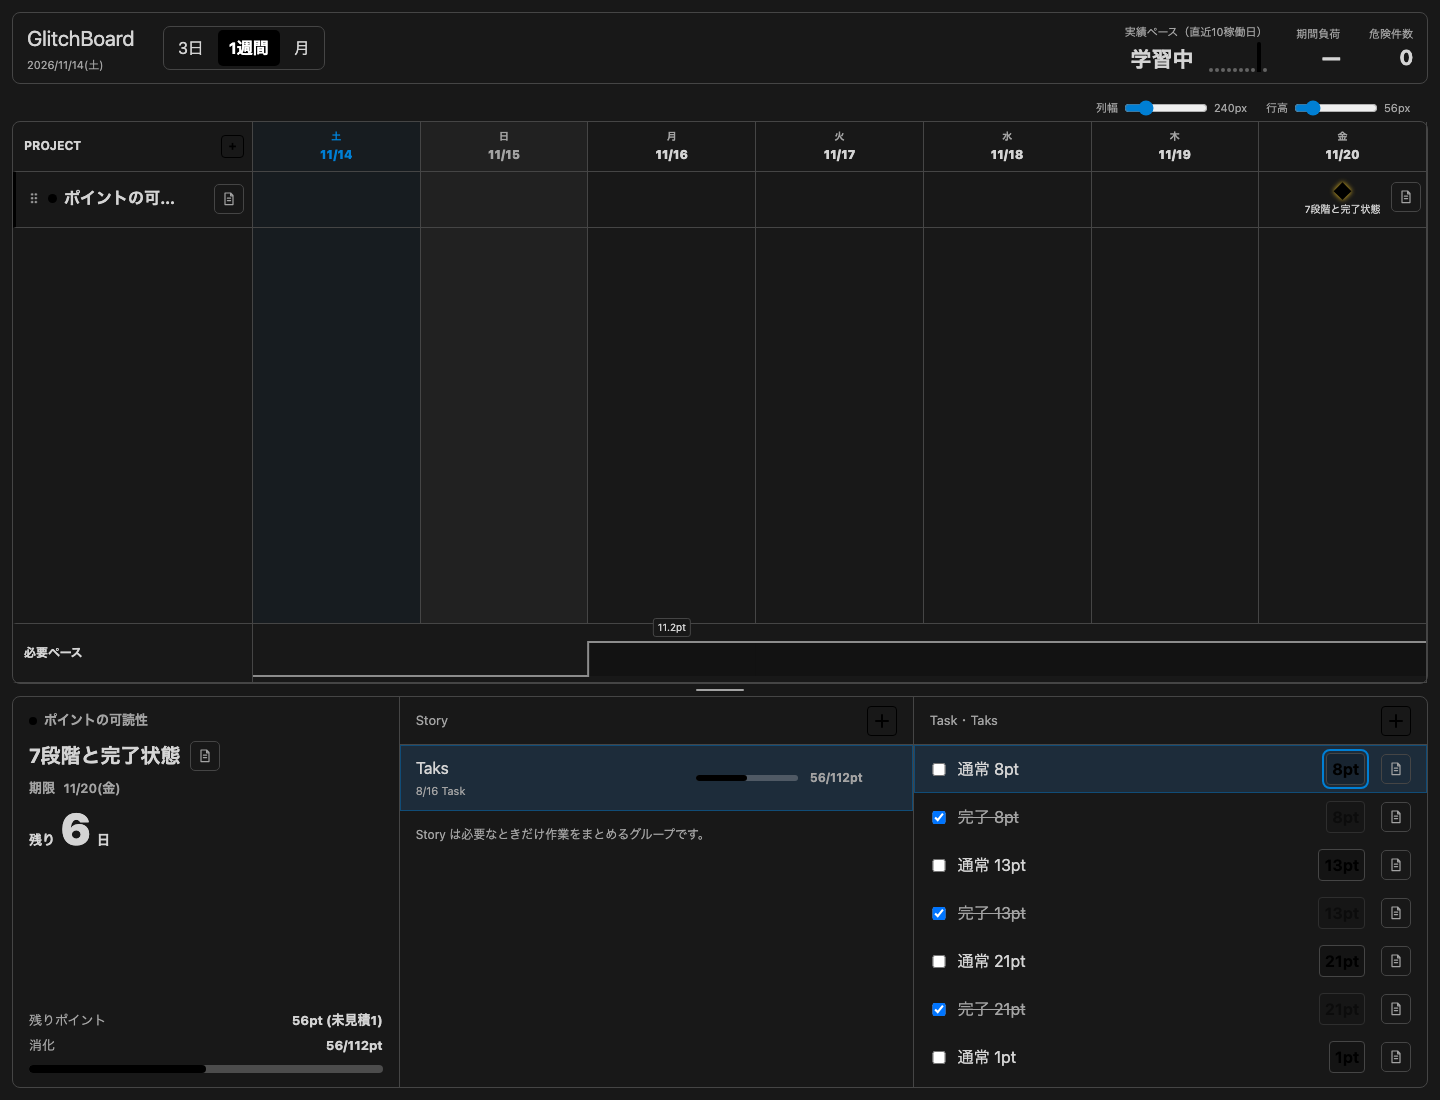 GlitchBoard
2026/11/14(土)
3日 1週間 月
実績ペース（直近10稼働日）
学習中
期間負荷
—
危険件数
0
列幅 240px 行高 56px
PROJECT +
土 11/14
日 11/15
月 11/16
火 11/17
水 11/18
木 11/19
金 11/20
ポイントの可...
7段階と完了状態
必要ペース
11.2pt
ポイントの可読性
7段階と完了状態
期限 11/20(金)
残り 6 日
残りポイント 56pt (未見積1)
消化 56/112pt
Story +
Taks
8/16 Task
56/112pt
Story は必要なときだけ作業をまとめるグループです。
Task・Taks +
通常 8pt 8pt
完了 8pt 8pt
通常 13pt 13pt
完了 13pt 13pt
通常 21pt 21pt
完了 21pt 21pt
通常 1pt 1pt